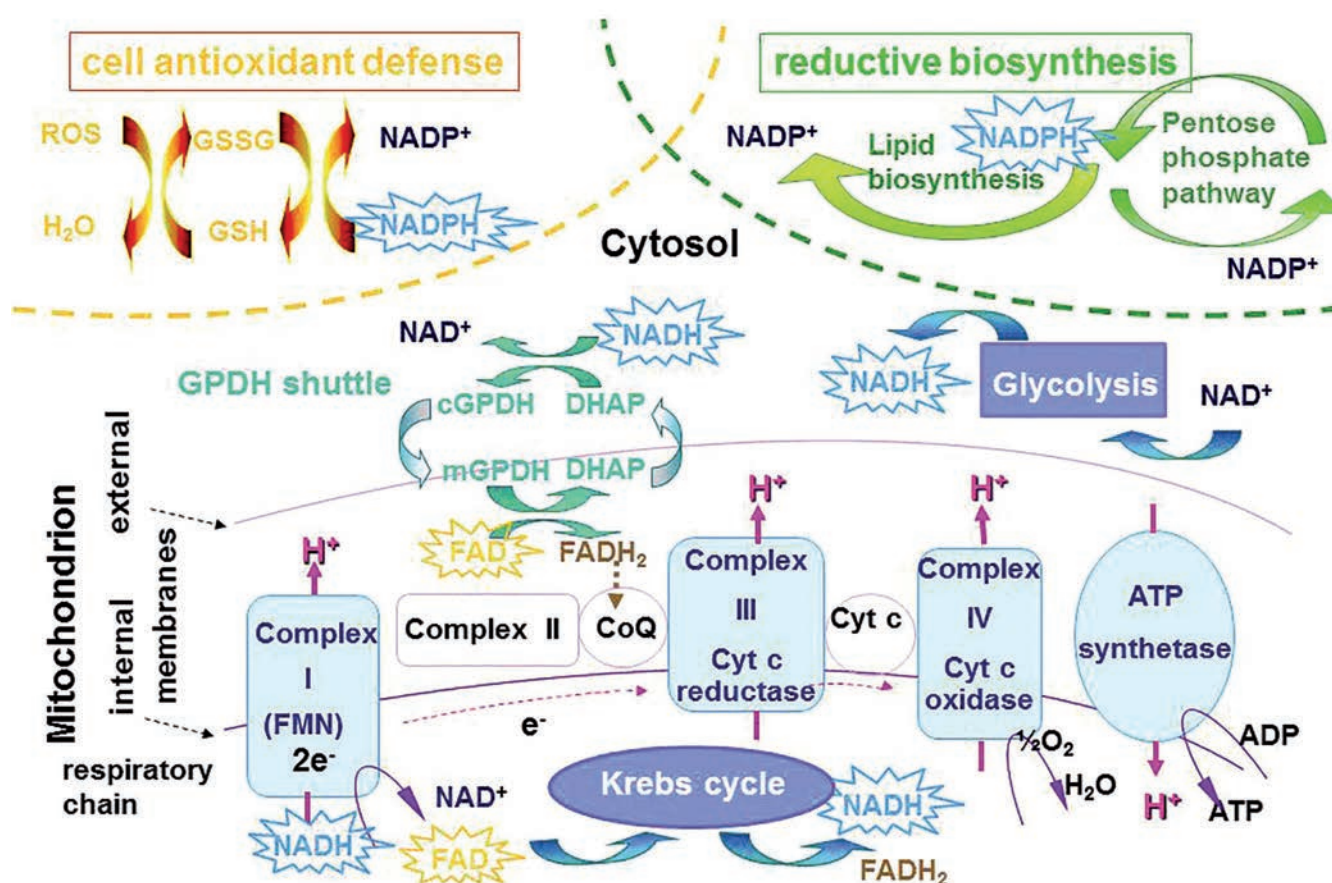 cell antioxidant defense
ROS
GSSG
NADP+
H2O
GSH
NADPH
reductive biosynthesis
NADP+
NADPH
Lipid
biosynthesis
Pentose
phosphate
pathway
NADP+
Cytosol
NAD+
NADH
GPDH shuttle
cGPDH
DHAP
mGPDH
DHAP
FAD
FADH2
NADH
Glycolysis
NAD+
Mitochondrion
external
internal
membranes
respiratory
chain
H+
Complex
I
(FMN)
2e-
NADH
NAD+
FAD
Complex II
CoQ
e-
H+
Complex
III
Cyt c
reductase
Cyt c
H+
Complex
IV
Cyt c
oxidase
½O2
H2O
ATP
synthetase
H+
ADP
ATP
Krebs cycle
NADH
FADH2